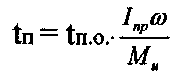 tп = tп.о. · Iпрω / Mи